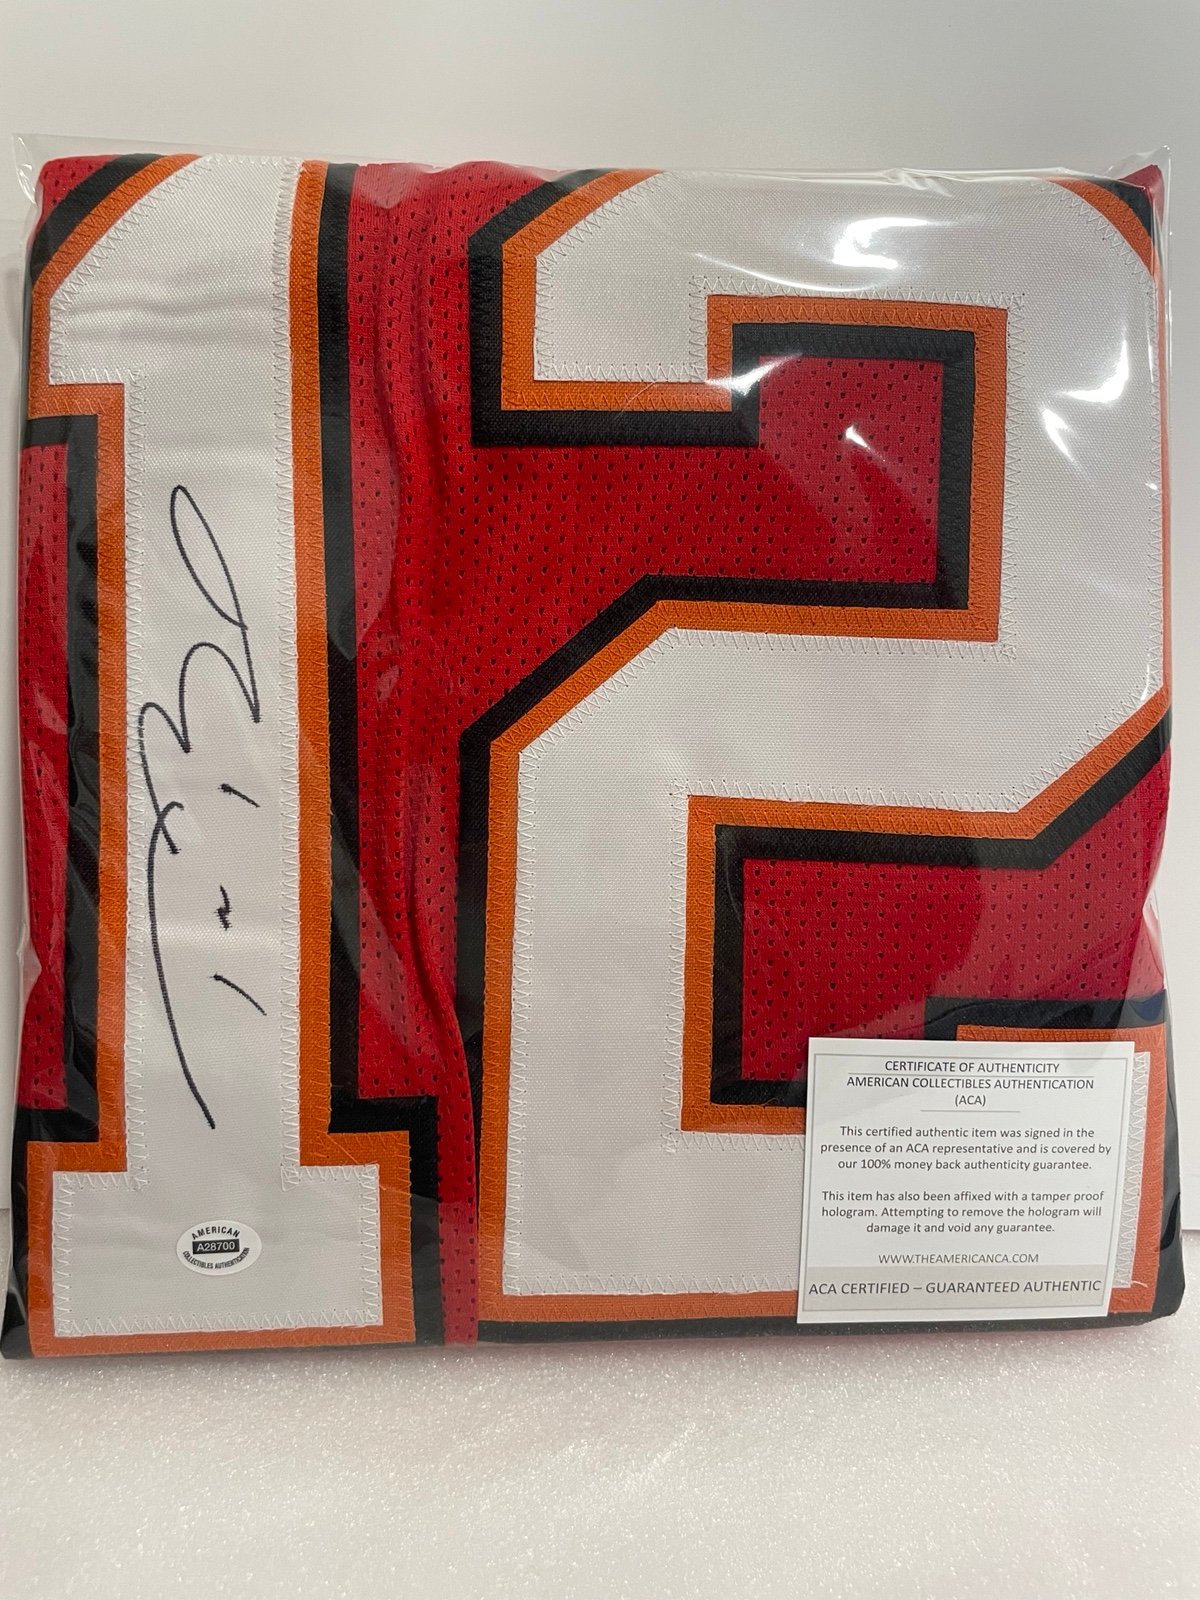 12
AMERICAN
A28700
COLLECTIBLES AUTHENTICATION
CERTIFICATE OF AUTHENTICITY
AMERICAN COLLECTIBLES AUTHENTICATION
(ACA)
This certified authentic item was signed in the
presence of an ACA representative and is covered by
our 100% money back authenticity guarantee.
This item has also been affixed with a tamper proof
hologram. Attempting to remove the hologram will
damage it and void any guarantee.
WWW.THEAMERICANCA.COM
ACA CERTIFIED – GUARANTEED AUTHENTIC